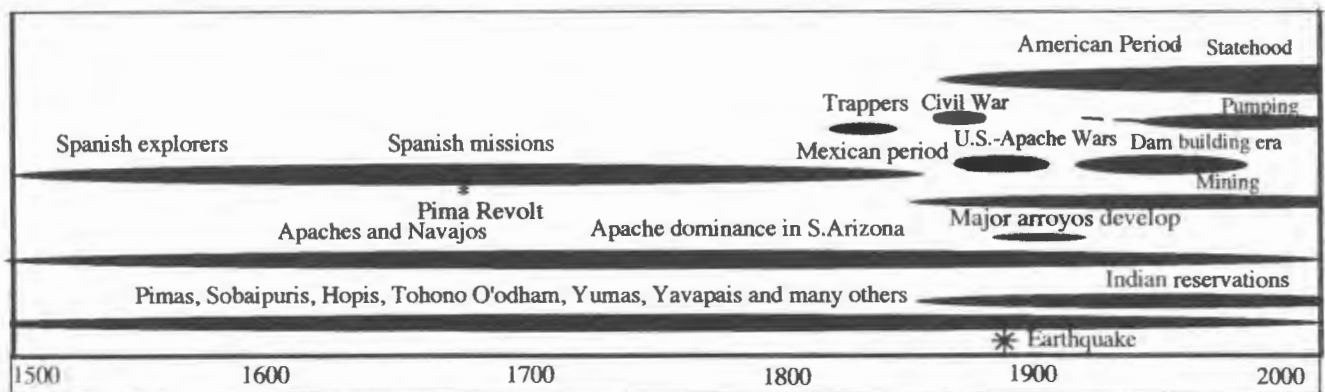 American Period Statehood
Trappers Civil War Pumping
Spanish explorers Spanish missions Mexican period U.S.-Apache Wars Dam building era
Mining
Pima Revolt Major arroyos develop
Apaches and Navajos Apache dominance in S.Arizona
Indian reservations
Pimas, Sobaipuris, Hopis, Tohono O'odham, Yumas, Yavapais and many others
Earthquake
1500 1600 1700 1800 1900 2000